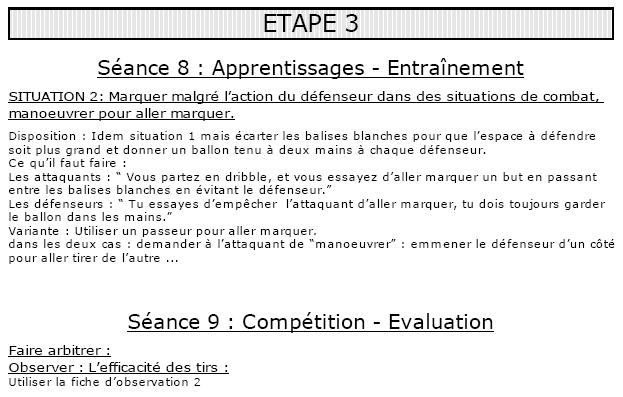 ETAPE 3
Séance 8 : Apprentissages - Entraînement
SITUATION 2: Marquer malgré l'action du défenseur dans des situations de combat,
manoeuvrer pour aller marquer.
Disposition : Idem situation 1 mais écarter les balises blanches pour que l'espace à défendre
soit plus grand et donner un ballon tenu à deux mains à chaque défenseur.
Ce qu'il faut faire :
Les attaquants : “ Vous partez en dribble, et vous essayez d'aller marquer un but en passant
entre les balises blanches en évitant le défenseur.”
Les défenseurs : “ Tu essayes d'empêcher l'attaquant d'aller marquer, tu dois toujours garder
le ballon dans les mains.”
Variante : Utiliser un passeur pour aller marquer.
dans les deux cas : demander à l'attaquant de “manoeuvrer” : emmener le défenseur d'un côté
pour aller tirer de l'autre ...
Séance 9 : Compétition - Evaluation
Faire arbitrer :
Observer : L'efficacité des tirs :
Utiliser la fiche d'observation 2